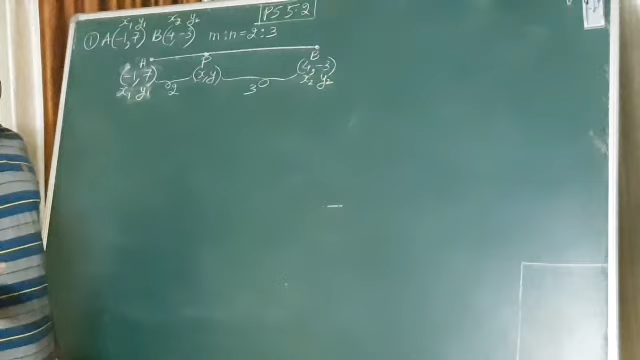 PS 5.2
x₁ y₁ x₂ y₂
① A(-1, 7) B(4, -3) m:n = 2:3
A P B
(-1, 7) (x, y) (4, -3)
x₁ y₁ 2 3 x₂ y₂